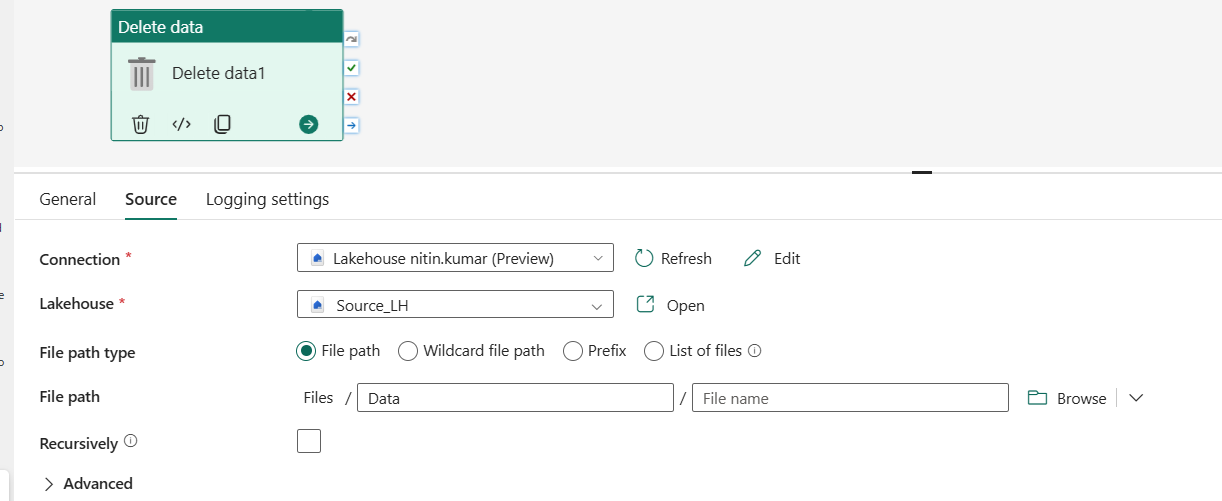 Delete data
Delete data1
</>
General Source Logging settings
Connection * Lakehouse nitin.kumar (Preview) Refresh Edit
Lakehouse * Source_LH Open
File path type File path Wildcard file path Prefix List of files
File path Files / Data / File name Browse
Recursively
Advanced